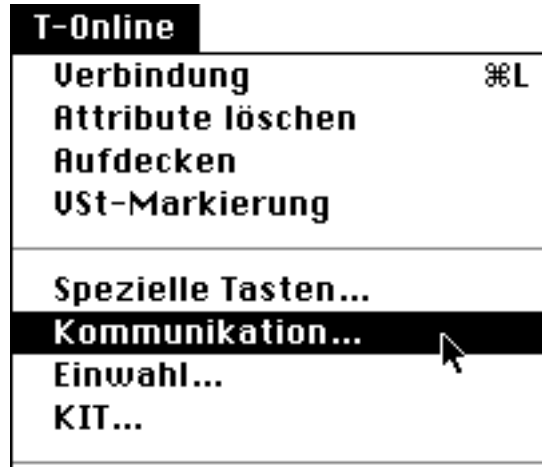 T-Online
Verbindung ⌘L
Attribute löschen
Aufdecken
VSt-Markierung
Spezielle Tasten...
Kommunikation...
Einwahl...
KIT...